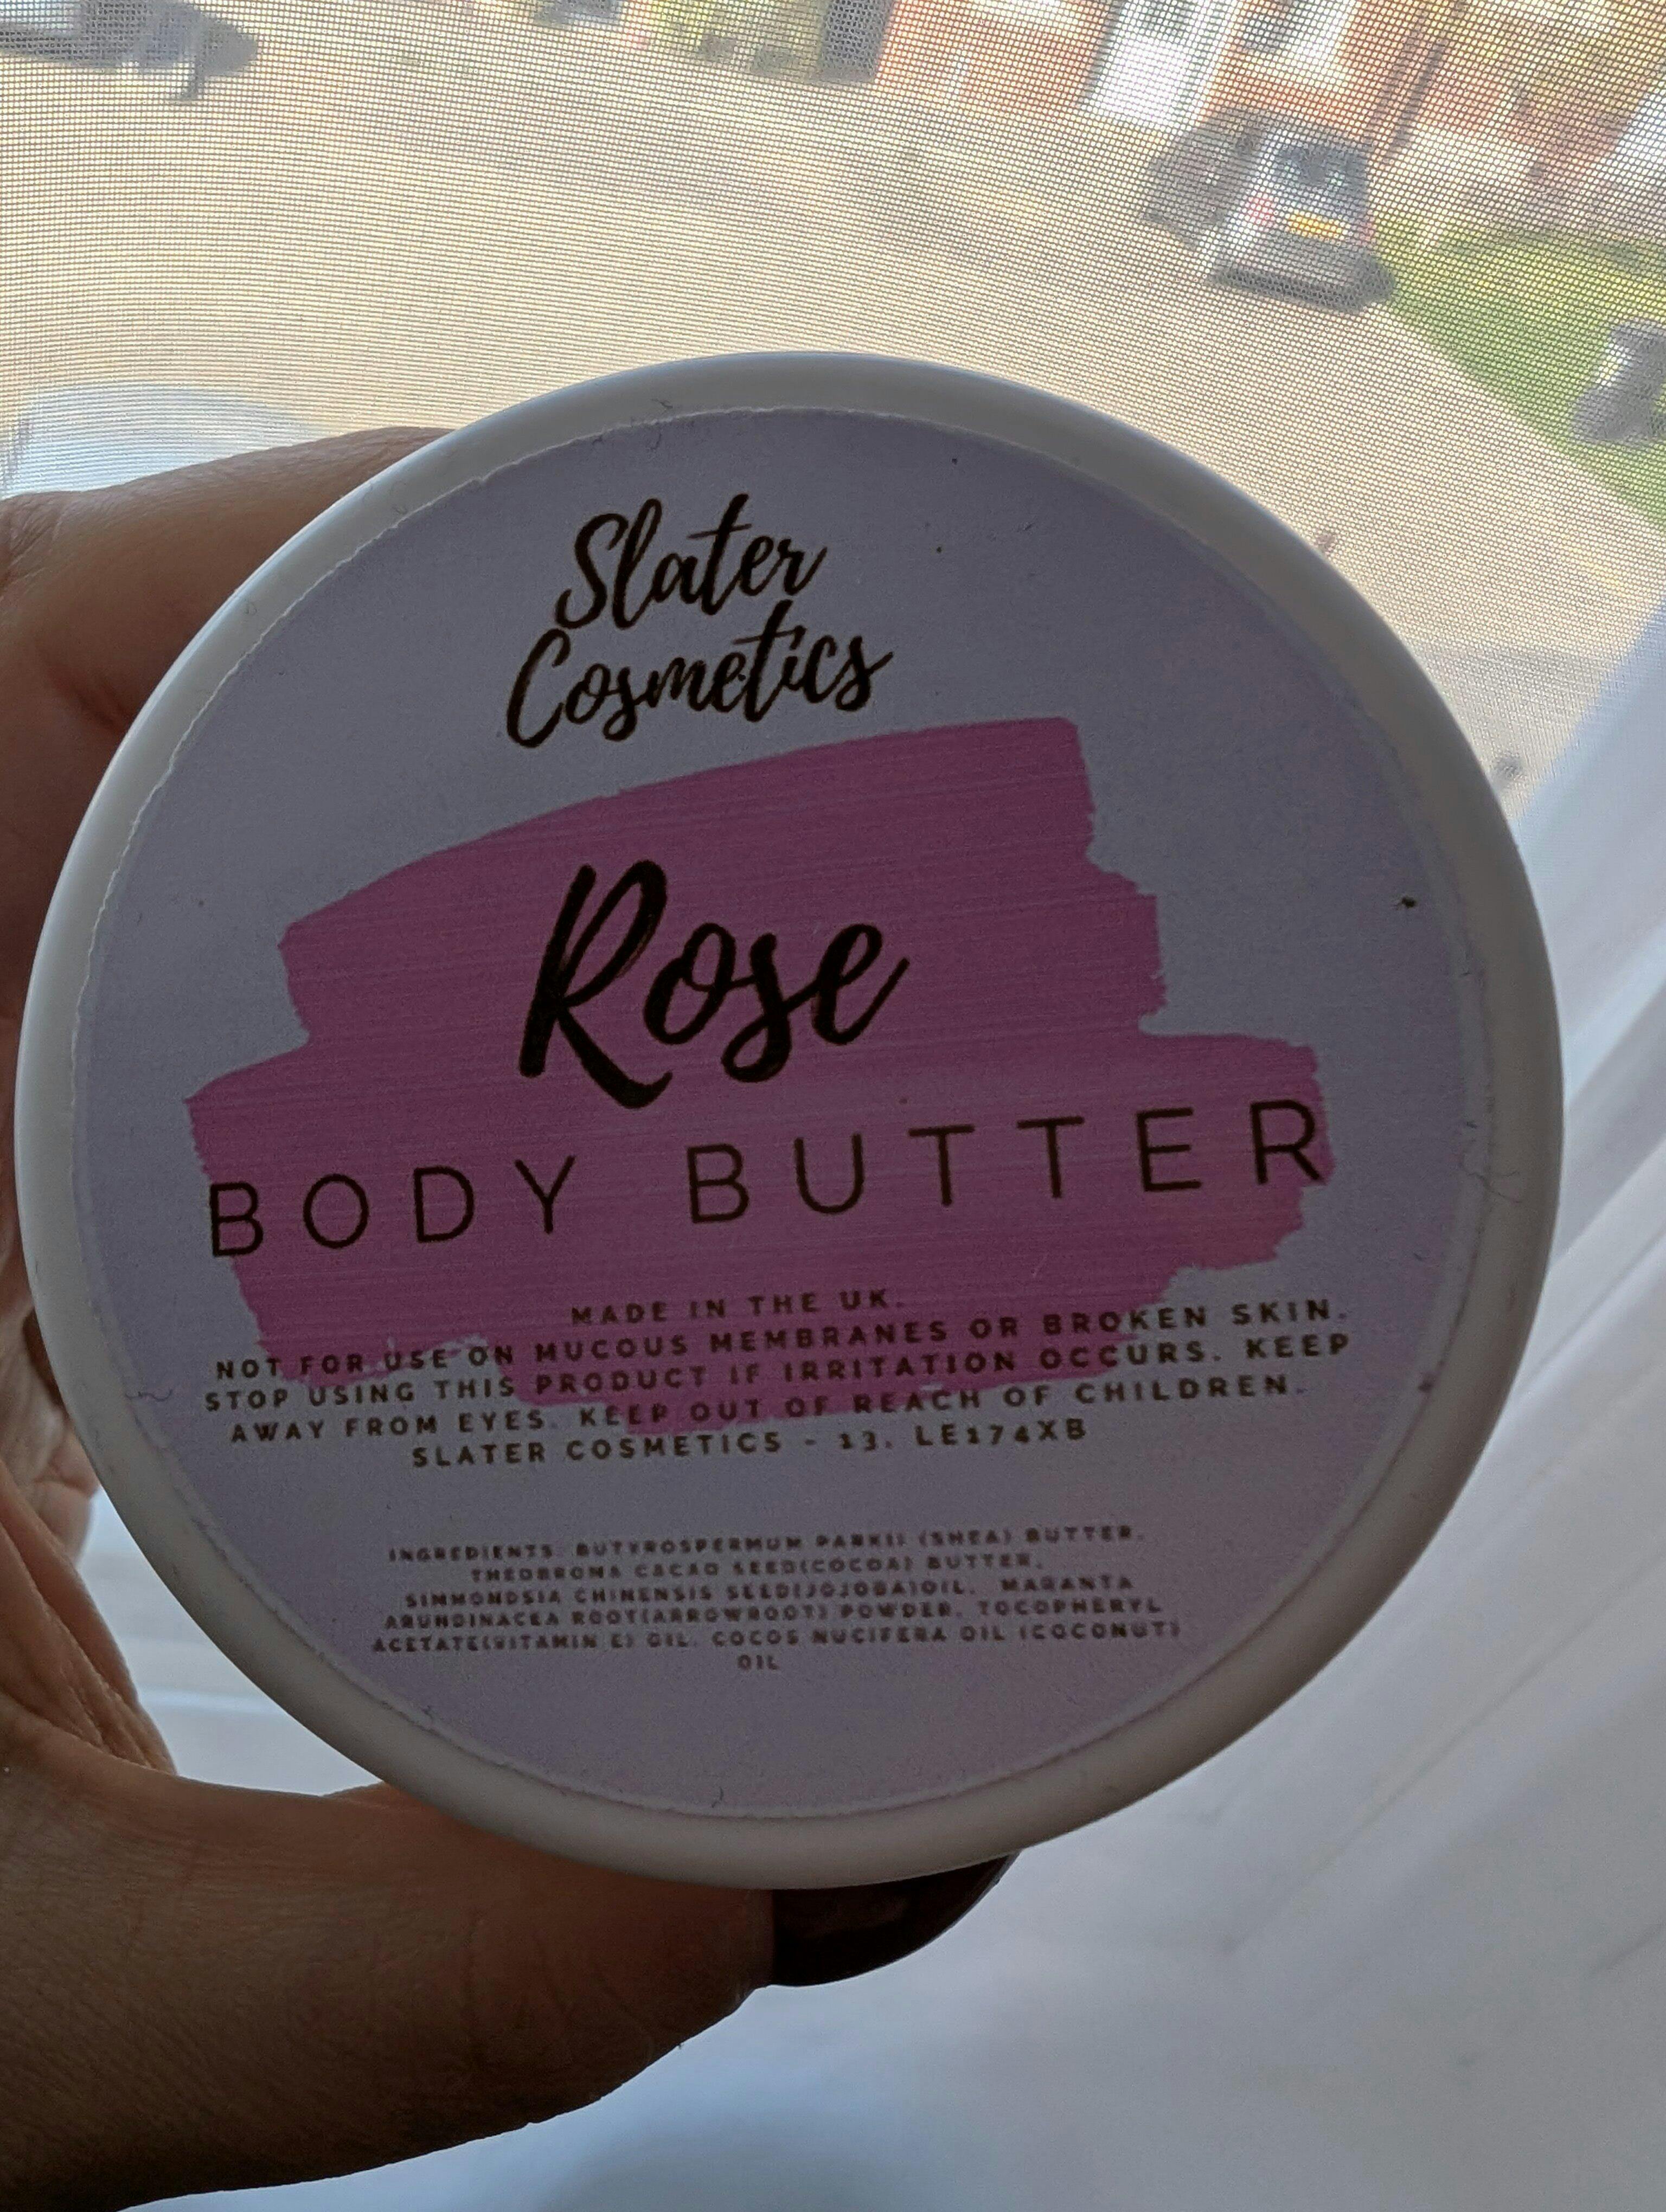 Slater
Cosmetics
Rose
BODY BUTTER
MADE IN THE UK.
NOT FOR USE ON MUCOUS MEMBRANES OR BROKEN SKIN.
STOP USING THIS PRODUCT IF IRRITATION OCCURS. KEEP
AWAY FROM EYES. KEEP OUT OF REACH OF CHILDREN.
SLATER COSMETICS - 13, LE174XB
INGREDIENTS: BUTYROSPERMUM PARKII (SHEA) BUTTER,
THEOBROMA CACAO SEED(COCOA) BUTTER,
SIMMONDSIA CHINENSIS SEED(JOJOBA)OIL, MARANTA
ARUNDINACEA ROOT(ARROWROOT) POWDER, TOCOPHERYL
ACETATE(VITAMIN E) OIL, COCOS NUCIFERA OIL (COCONUT)
OIL